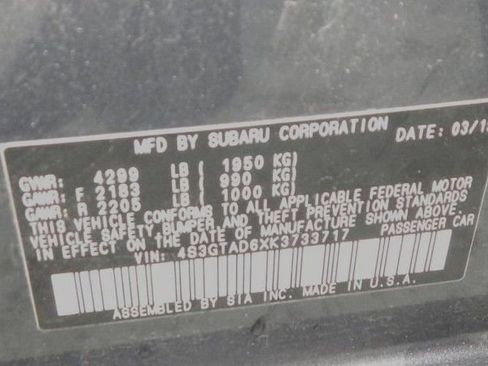 MFD BY SUBARU CORPORATION DATE: 03/1
GVWR: 4299 LB ( 1950 KG)
GAWR: F 2183 LB ( 990 KG)
GAWR: R 2205 LB ( 1000 KG)
THIS VEHICLE CONFORMS TO ALL APPLICABLE FEDERAL MOTOR
VEHICLE SAFETY, BUMPER AND THEFT PREVENTION STANDARDS
IN EFFECT ON THE DATE OF MANUFACTURE SHOWN ABOVE.
VIN: 4S3GTAD6XK3733717 PASSENGER CAR
ASSEMBLED BY SIA INC. MADE IN U.S.A.